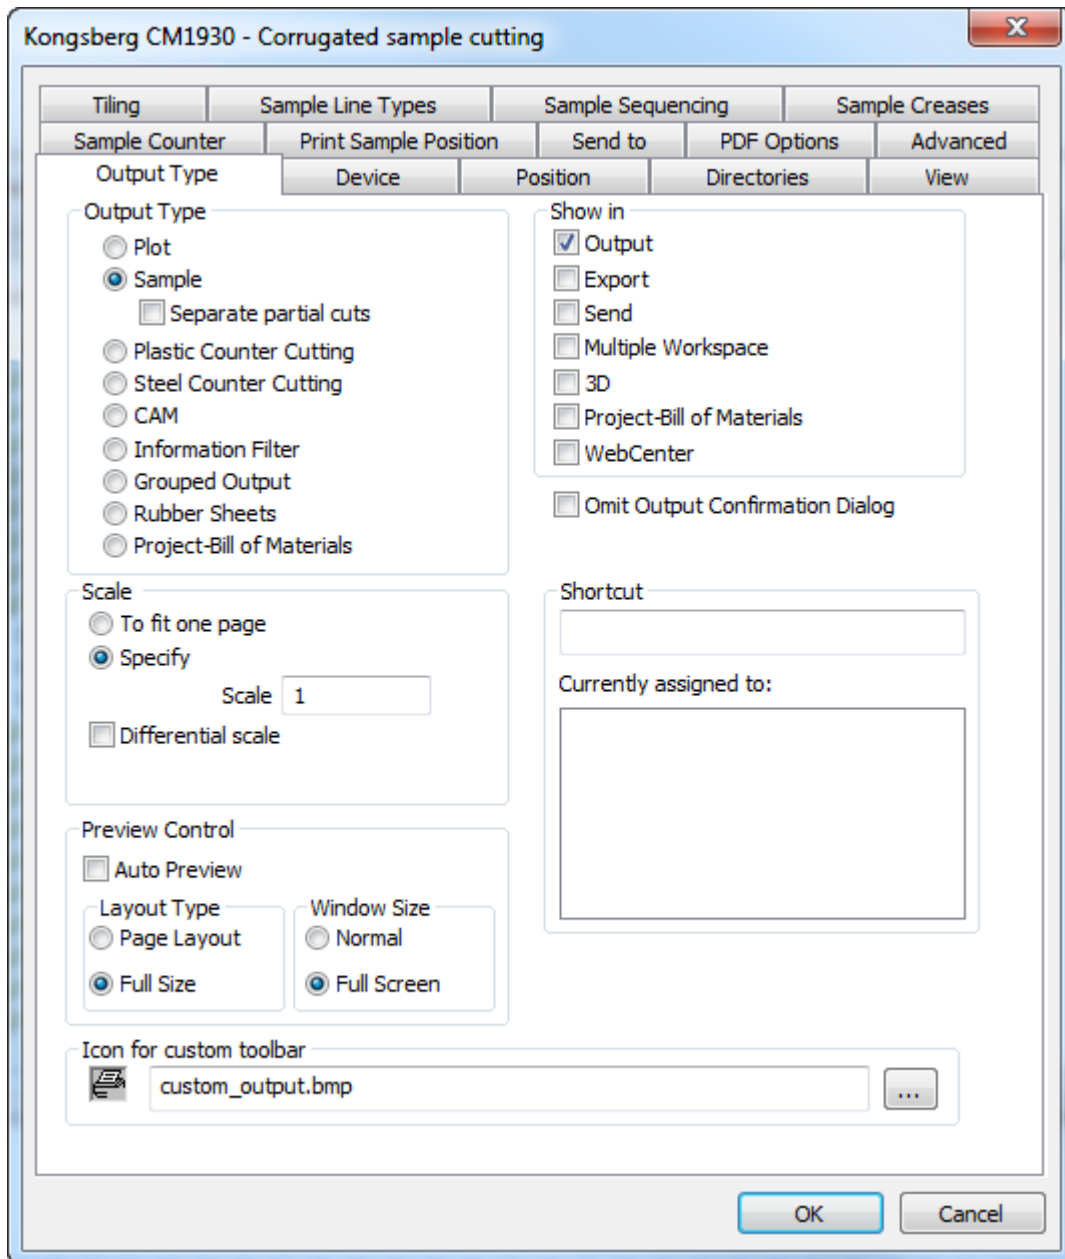 Kongsberg CM1930 - Corrugated sample cutting
Tiling
Sample Line Types
Sample Sequencing
Sample Creases
Sample Counter
Print Sample Position
Send to
PDF Options
Advanced
Output Type
Device
Position
Directories
View
Output Type
Plot
Sample
Separate partial cuts
Plastic Counter Cutting
Steel Counter Cutting
CAM
Information Filter
Grouped Output
Rubber Sheets
Project-Bill of Materials
Show in
Output
Export
Send
Multiple Workspace
3D
Project-Bill of Materials
WebCenter
Omit Output Confirmation Dialog
Scale
To fit one page
Specify
Scale 1
Differential scale
Shortcut
Currently assigned to:
Preview Control
Auto Preview
Layout Type
Page Layout
Full Size
Window Size
Normal
Full Screen
Icon for custom toolbar
custom_output.bmp
...
OK
Cancel